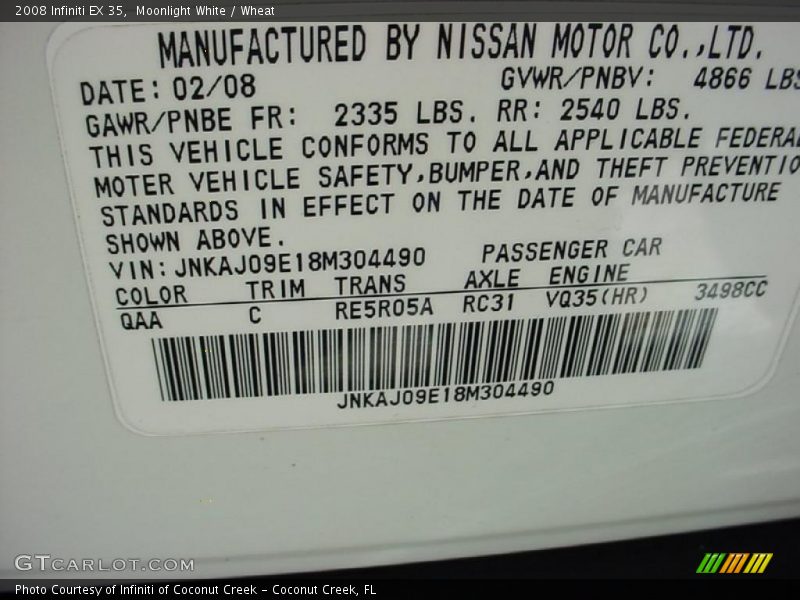 2008 Infiniti EX 35, Moonlight White / Wheat
MANUFACTURED BY NISSAN MOTOR CO.,LTD.
DATE: 02/08 GVWR/PNBV: 4866 LBS
GAWR/PNBE FR: 2335 LBS. RR: 2540 LBS.
THIS VEHICLE CONFORMS TO ALL APPLICABLE FEDERAL
MOTER VEHICLE SAFETY,BUMPER,AND THEFT PREVENTIO
STANDARDS IN EFFECT ON THE DATE OF MANUFACTURE
SHOWN ABOVE.
VIN:JNKAJ09E18M304490 PASSENGER CAR
COLOR TRIM TRANS AXLE ENGINE
QAA C RE5R05A RC31 VQ35(HR) 3498CC
JNKAJ09E18M304490
GTCARLOT.COM
Photo Courtesy of Infiniti of Coconut Creek – Coconut Creek, FL